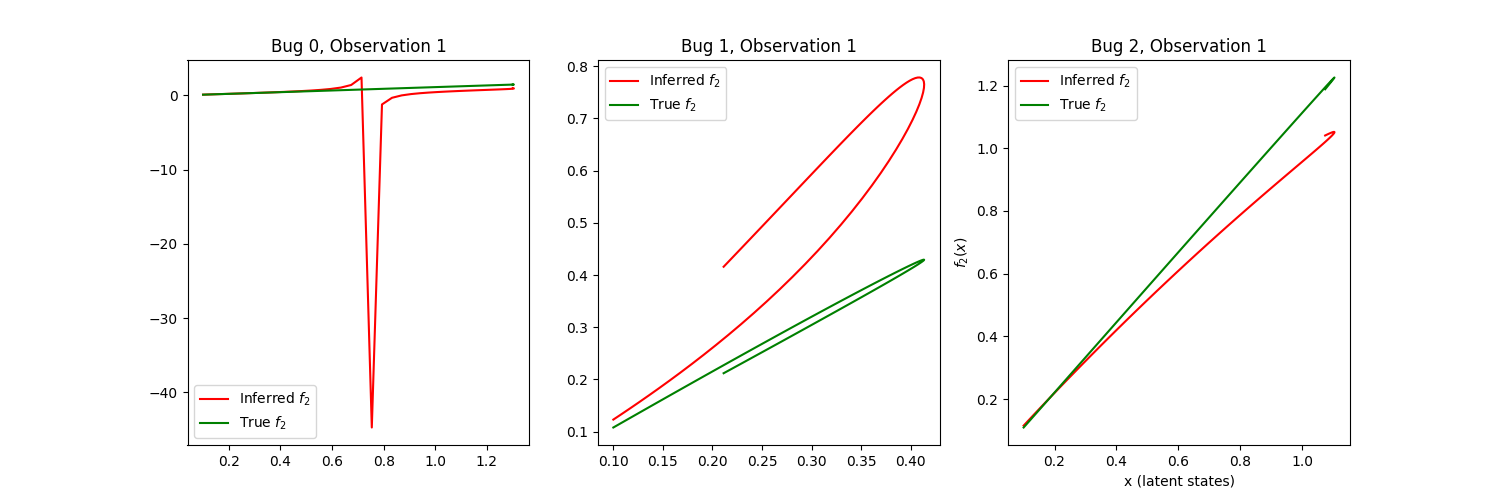 Bug 0, Observation 1
Inferred f₂
True f₂
0
−10
−20
−30
−40
0.2 0.4 0.6 0.8 1.0 1.2
Bug 1, Observation 1
Inferred f₂
True f₂
0.8
0.7
0.6
0.5
0.4
0.3
0.2
0.1
0.10 0.15 0.20 0.25 0.30 0.35 0.40
Bug 2, Observation 1
Inferred f₂
True f₂
1.2
1.0
0.8
0.6
0.4
0.2
f₂(x)
0.2 0.4 0.6 0.8 1.0
x (latent states)